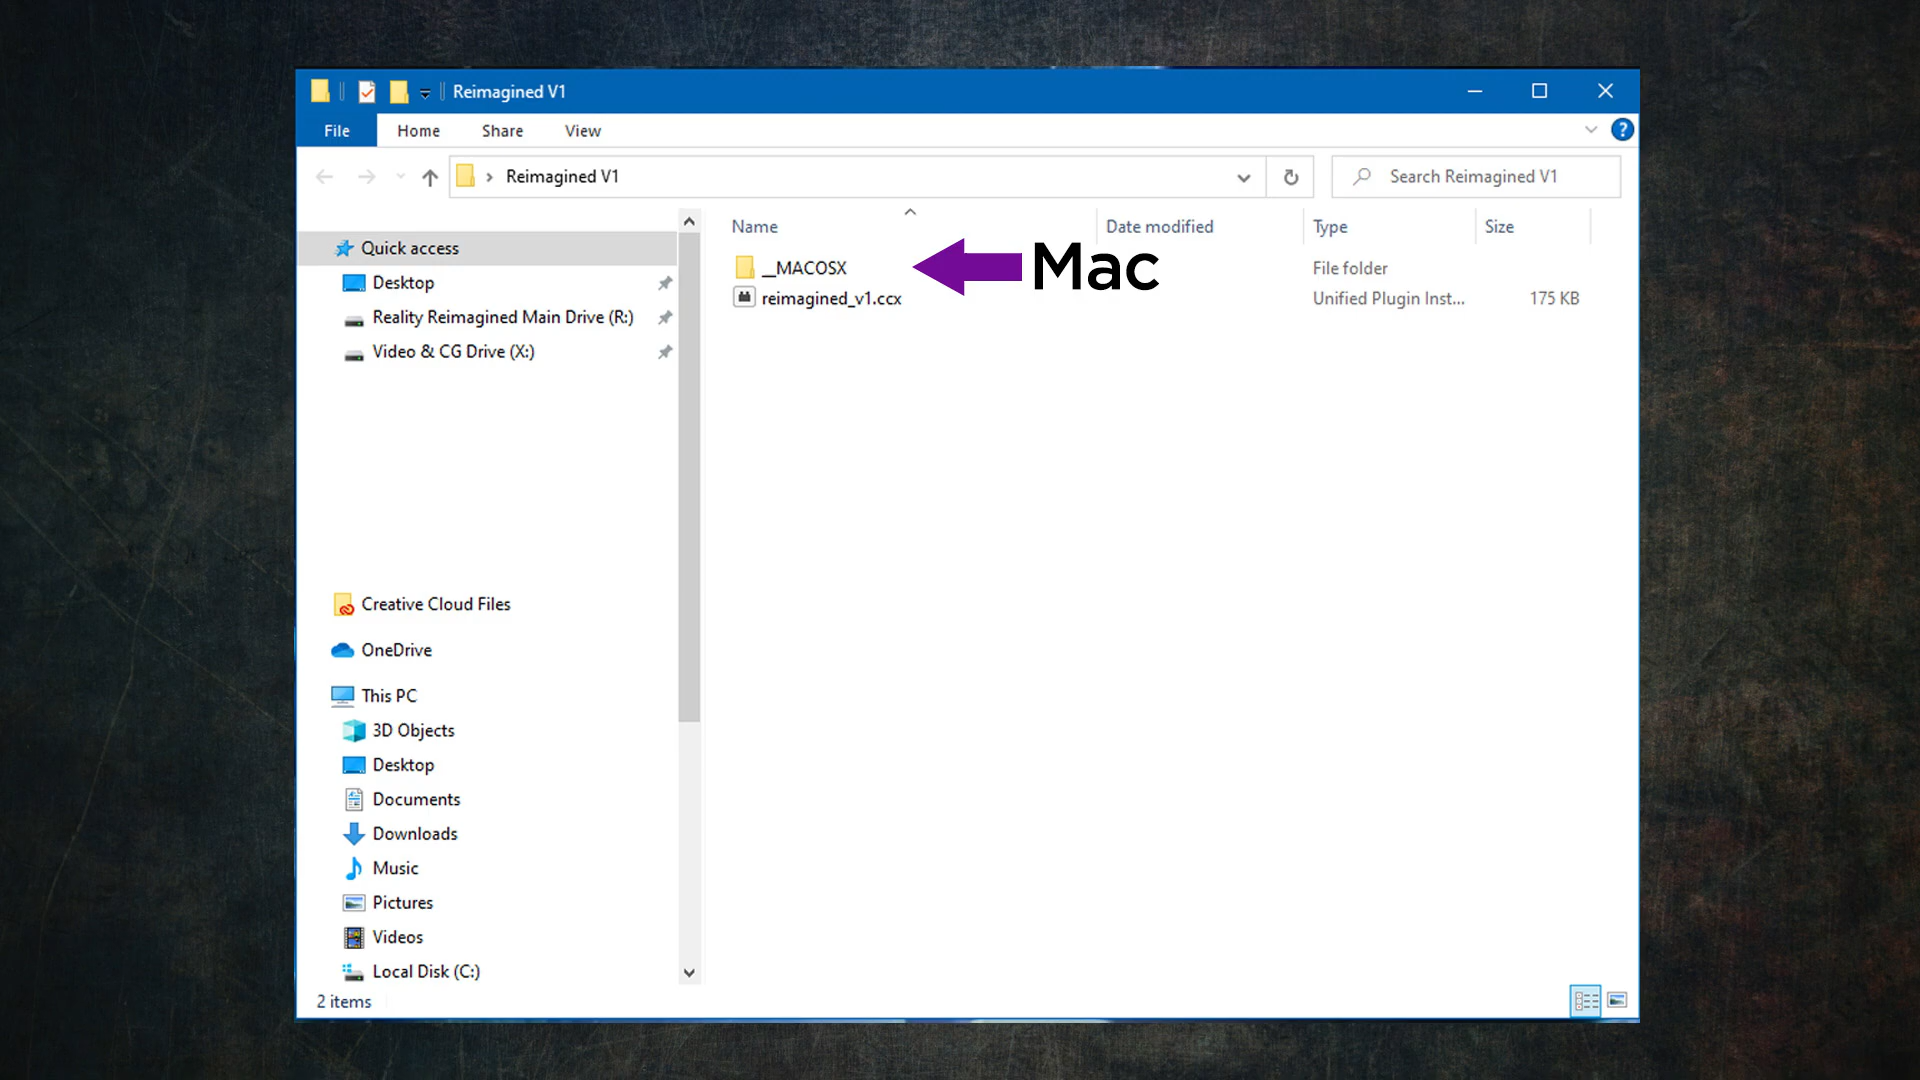 Reimagined V1
File Home Share View
Reimagined V1 Search Reimagined V1
Name Date modified Type Size
Quick access
Desktop
Reality Reimagined Main Drive (R:)
Video & CG Drive (X:)
__MACOSX File folder
Mac
reimagined_v1.ccx Unified Plugin Inst... 175 KB
Creative Cloud Files
OneDrive
This PC
3D Objects
Desktop
Documents
Downloads
Music
Pictures
Videos
Local Disk (C:)
2 items